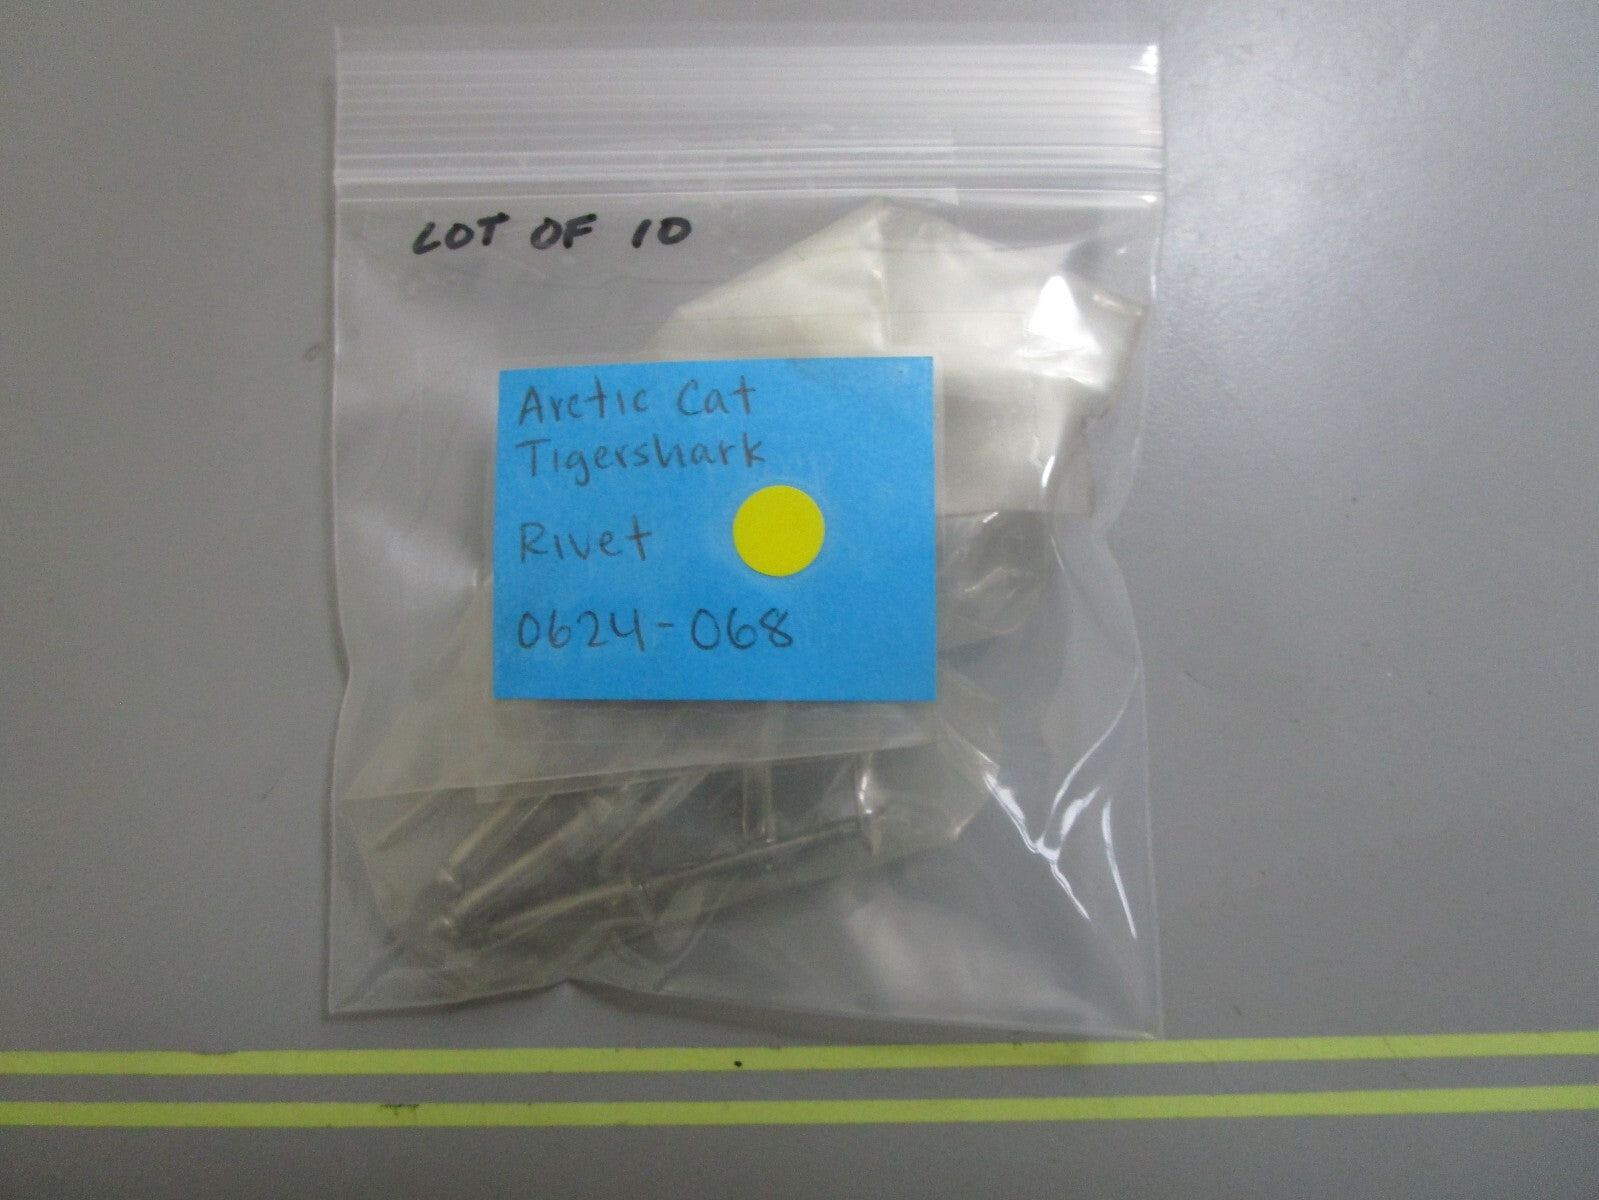 LOT OF 10
Arctic Cat
Tigershark
Rivet
0624-068